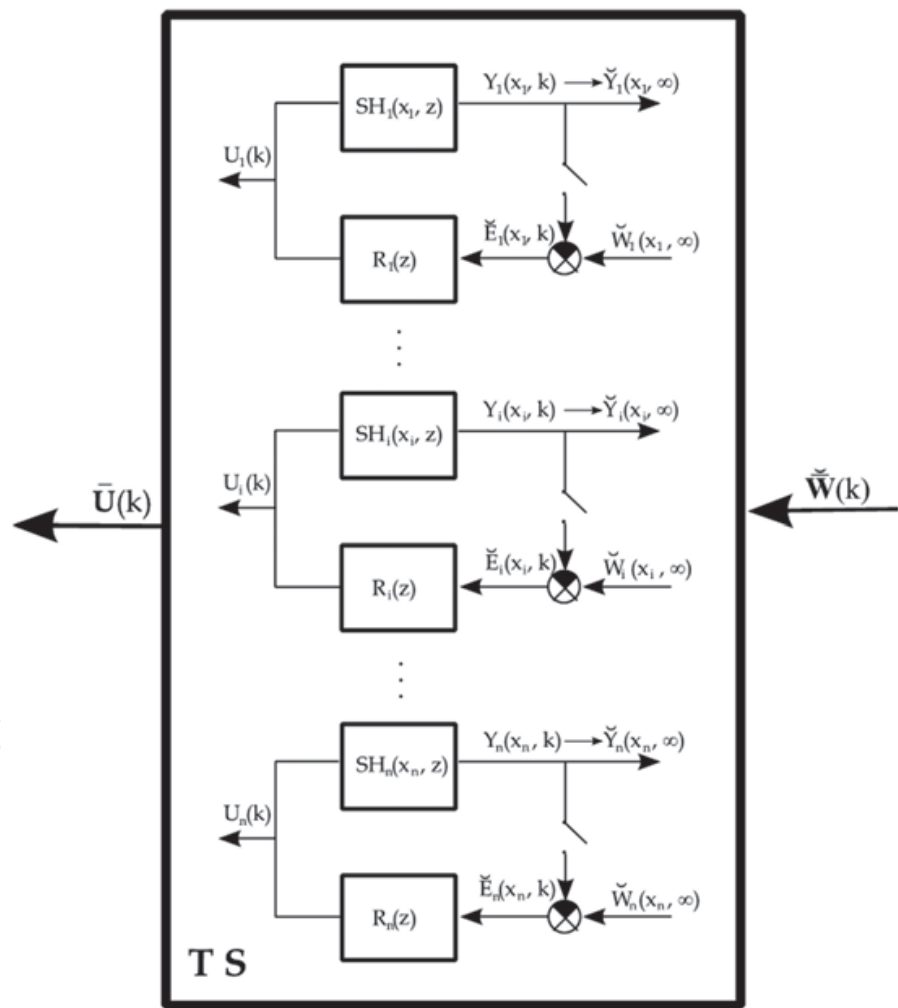 SH₁(x₁, z)
Y₁(x₁, k) → Y̆₁(x₁, ∞)
U₁(k)
R₁(z)
Ĕ₁(x₁, k)
W̆₁(x₁, ∞)
⋮
SHᵢ(xᵢ, z)
Yᵢ(xᵢ, k) → Y̆ᵢ(xᵢ, ∞)
Uᵢ(k)
Ū(k)
W̄̆(k)
Rᵢ(z)
Ĕᵢ(xᵢ, k)
W̆ᵢ(xᵢ, ∞)
⋮
SHₙ(xₙ, z)
Yₙ(xₙ, k) → Y̆ₙ(xₙ, ∞)
Uₙ(k)
Rₙ(z)
Ĕₙ(xₙ, k)
W̆ₙ(xₙ, ∞)
T S